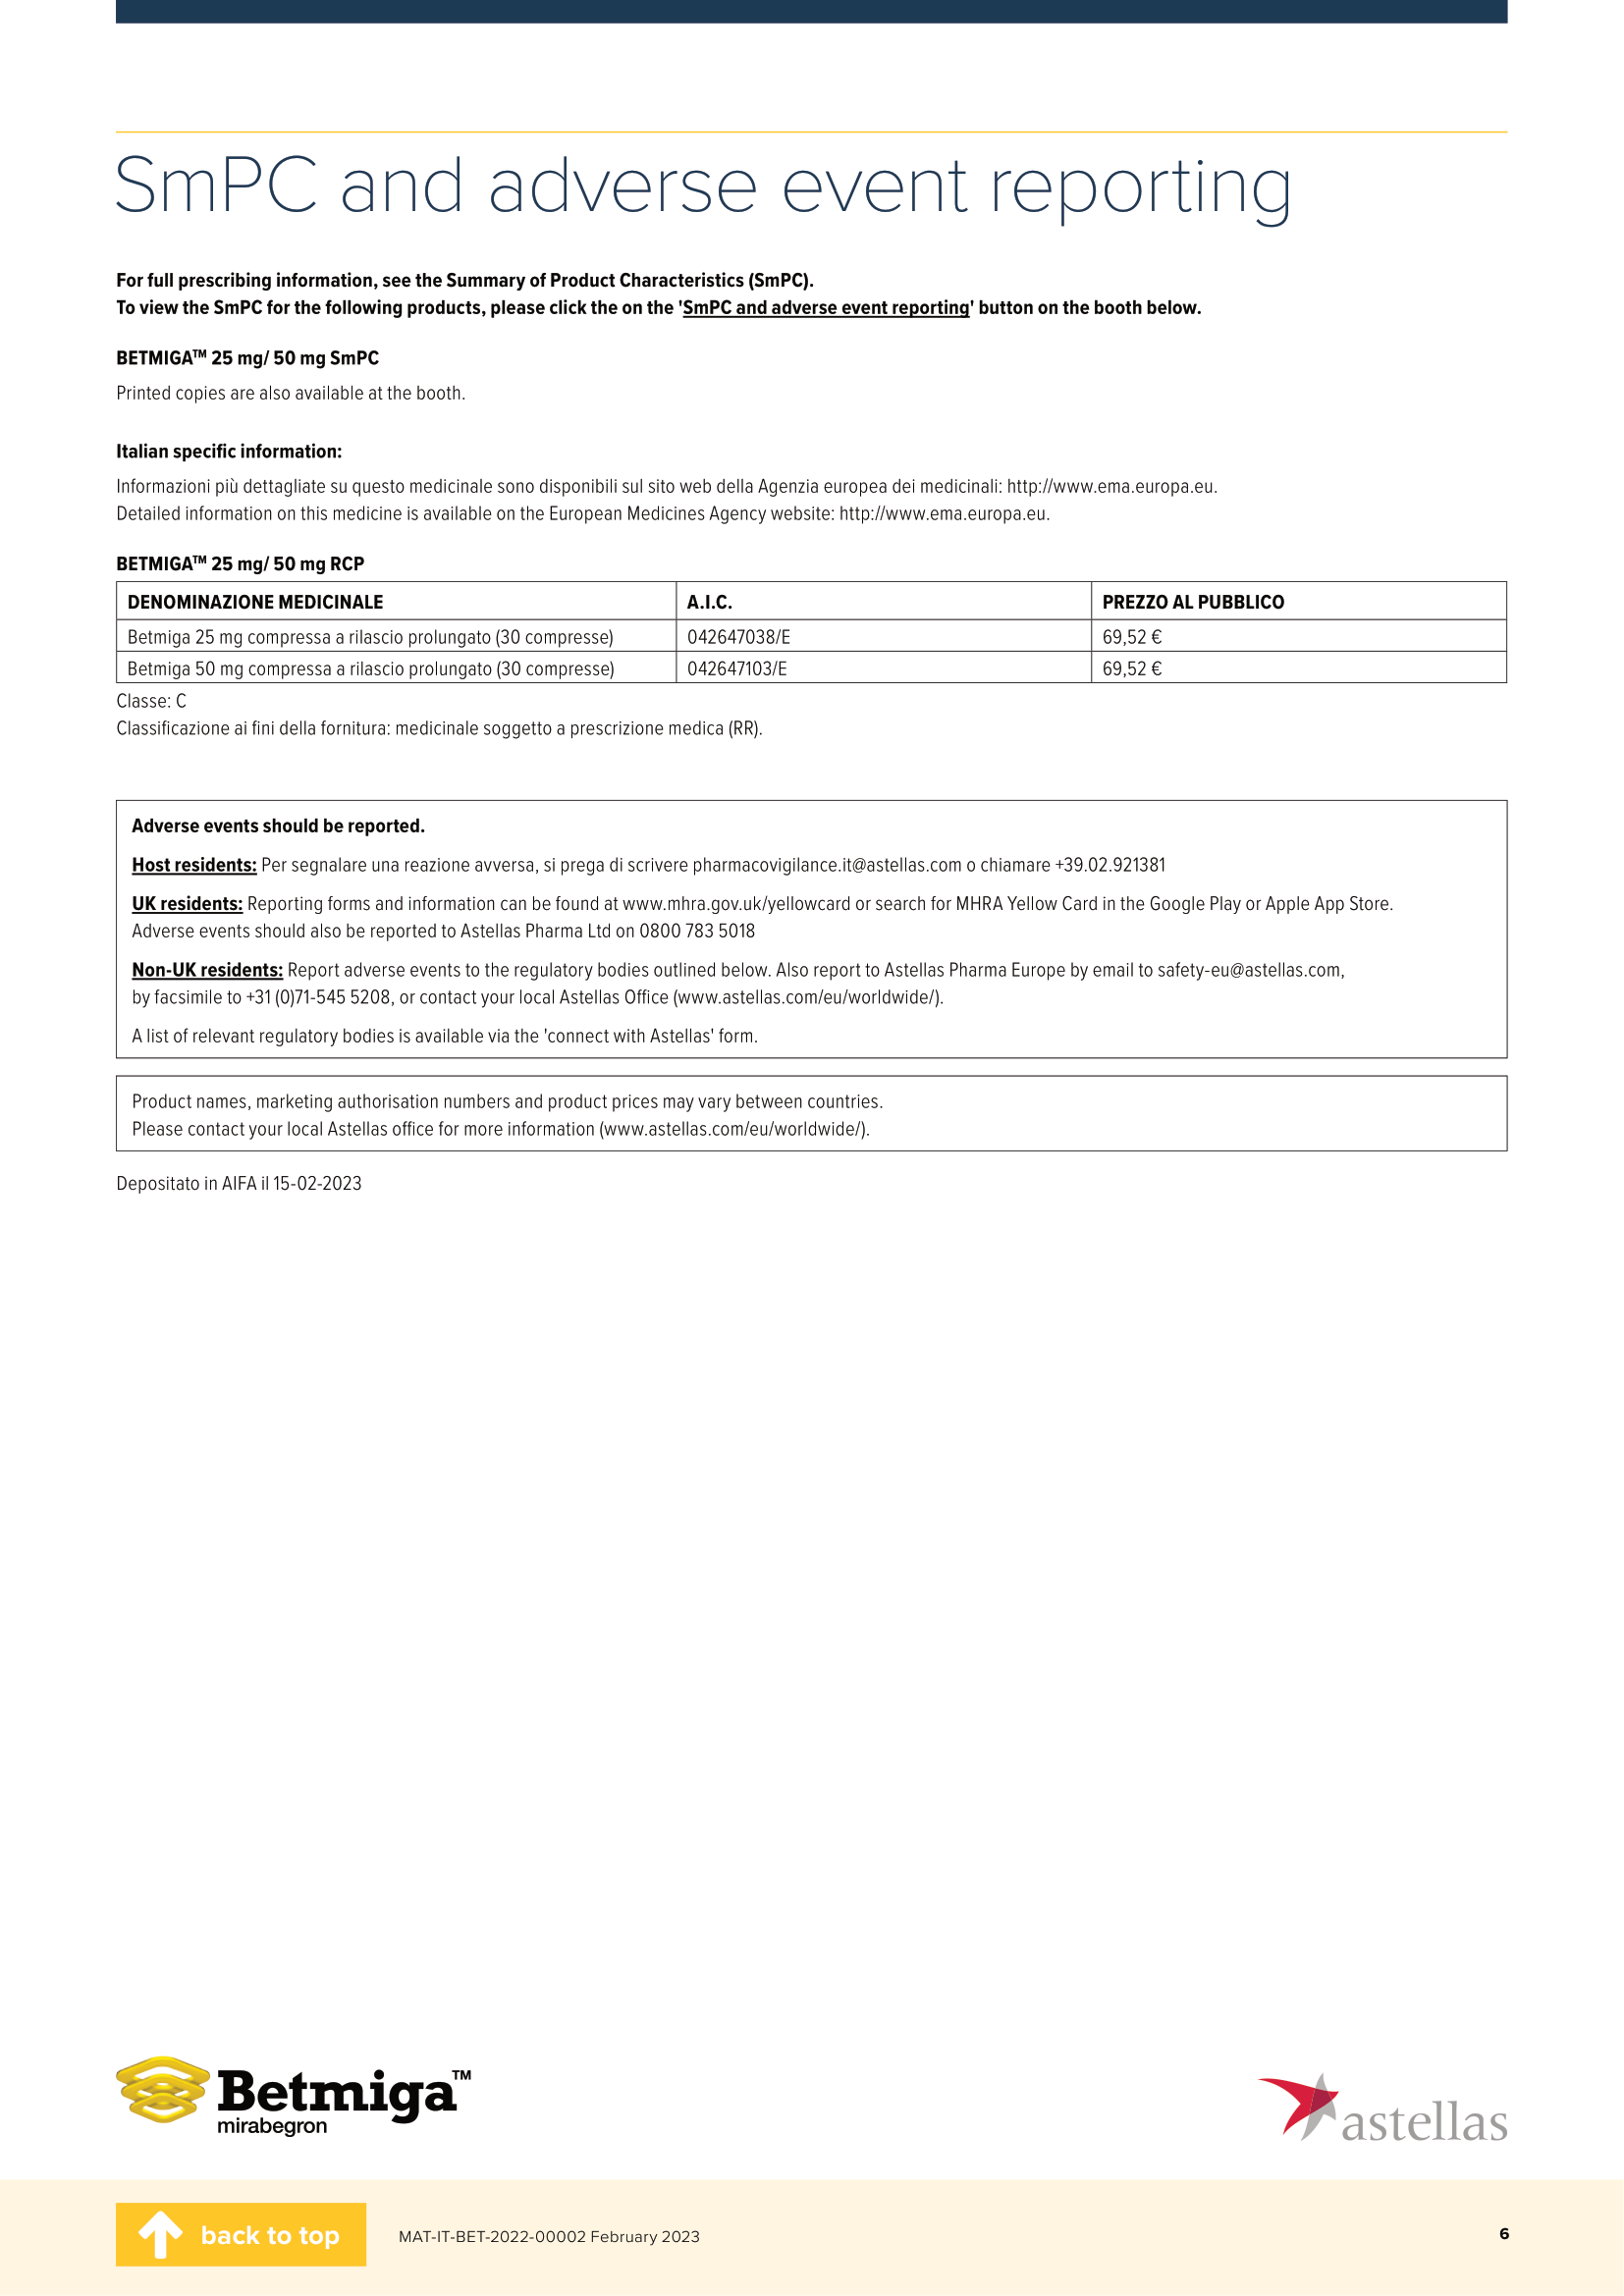 SmPC and adverse event reporting
For full prescribing information, see the Summary of Product Characteristics (SmPC).
To view the SmPC for the following products, please click the on the 'SmPC and adverse event reporting' button on the booth below.
BETMIGA™ 25 mg/ 50 mg SmPC
Printed copies are also available at the booth.
Italian specific information:
Informazioni più dettagliate su questo medicinale sono disponibili sul sito web della Agenzia europea dei medicinali: http://www.ema.europa.eu.
Detailed information on this medicine is available on the European Medicines Agency website: http://www.ema.europa.eu.
BETMIGA™ 25 mg/ 50 mg RCP
DENOMINAZIONE MEDICINALE A.I.C. PREZZO AL PUBBLICO
Betmiga 25 mg compressa a rilascio prolungato (30 compresse) 042647038/E 69,52 €
Betmiga 50 mg compressa a rilascio prolungato (30 compresse) 042647103/E 69,52 €
Classe: C
Classificazione ai fini della fornitura: medicinale soggetto a prescrizione medica (RR).
Adverse events should be reported.
Host residents: Per segnalare una reazione avversa, si prega di scrivere pharmacovigilance.it@astellas.com o chiamare +39.02.921381
UK residents: Reporting forms and information can be found at www.mhra.gov.uk/yellowcard or search for MHRA Yellow Card in the Google Play or Apple App Store.
Adverse events should also be reported to Astellas Pharma Ltd on 0800 783 5018
Non-UK residents: Report adverse events to the regulatory bodies outlined below. Also report to Astellas Pharma Europe by email to safety-eu@astellas.com,
by facsimile to +31 (0)71-545 5208, or contact your local Astellas Office (www.astellas.com/eu/worldwide/).
A list of relevant regulatory bodies is available via the 'connect with Astellas' form.
Product names, marketing authorisation numbers and product prices may vary between countries.
Please contact your local Astellas office for more information (www.astellas.com/eu/worldwide/).
Depositato in AIFA il 15-02-2023
Betmiga™
mirabegron
astellas
back to top
MAT-IT-BET-2022-00002 February 2023
6